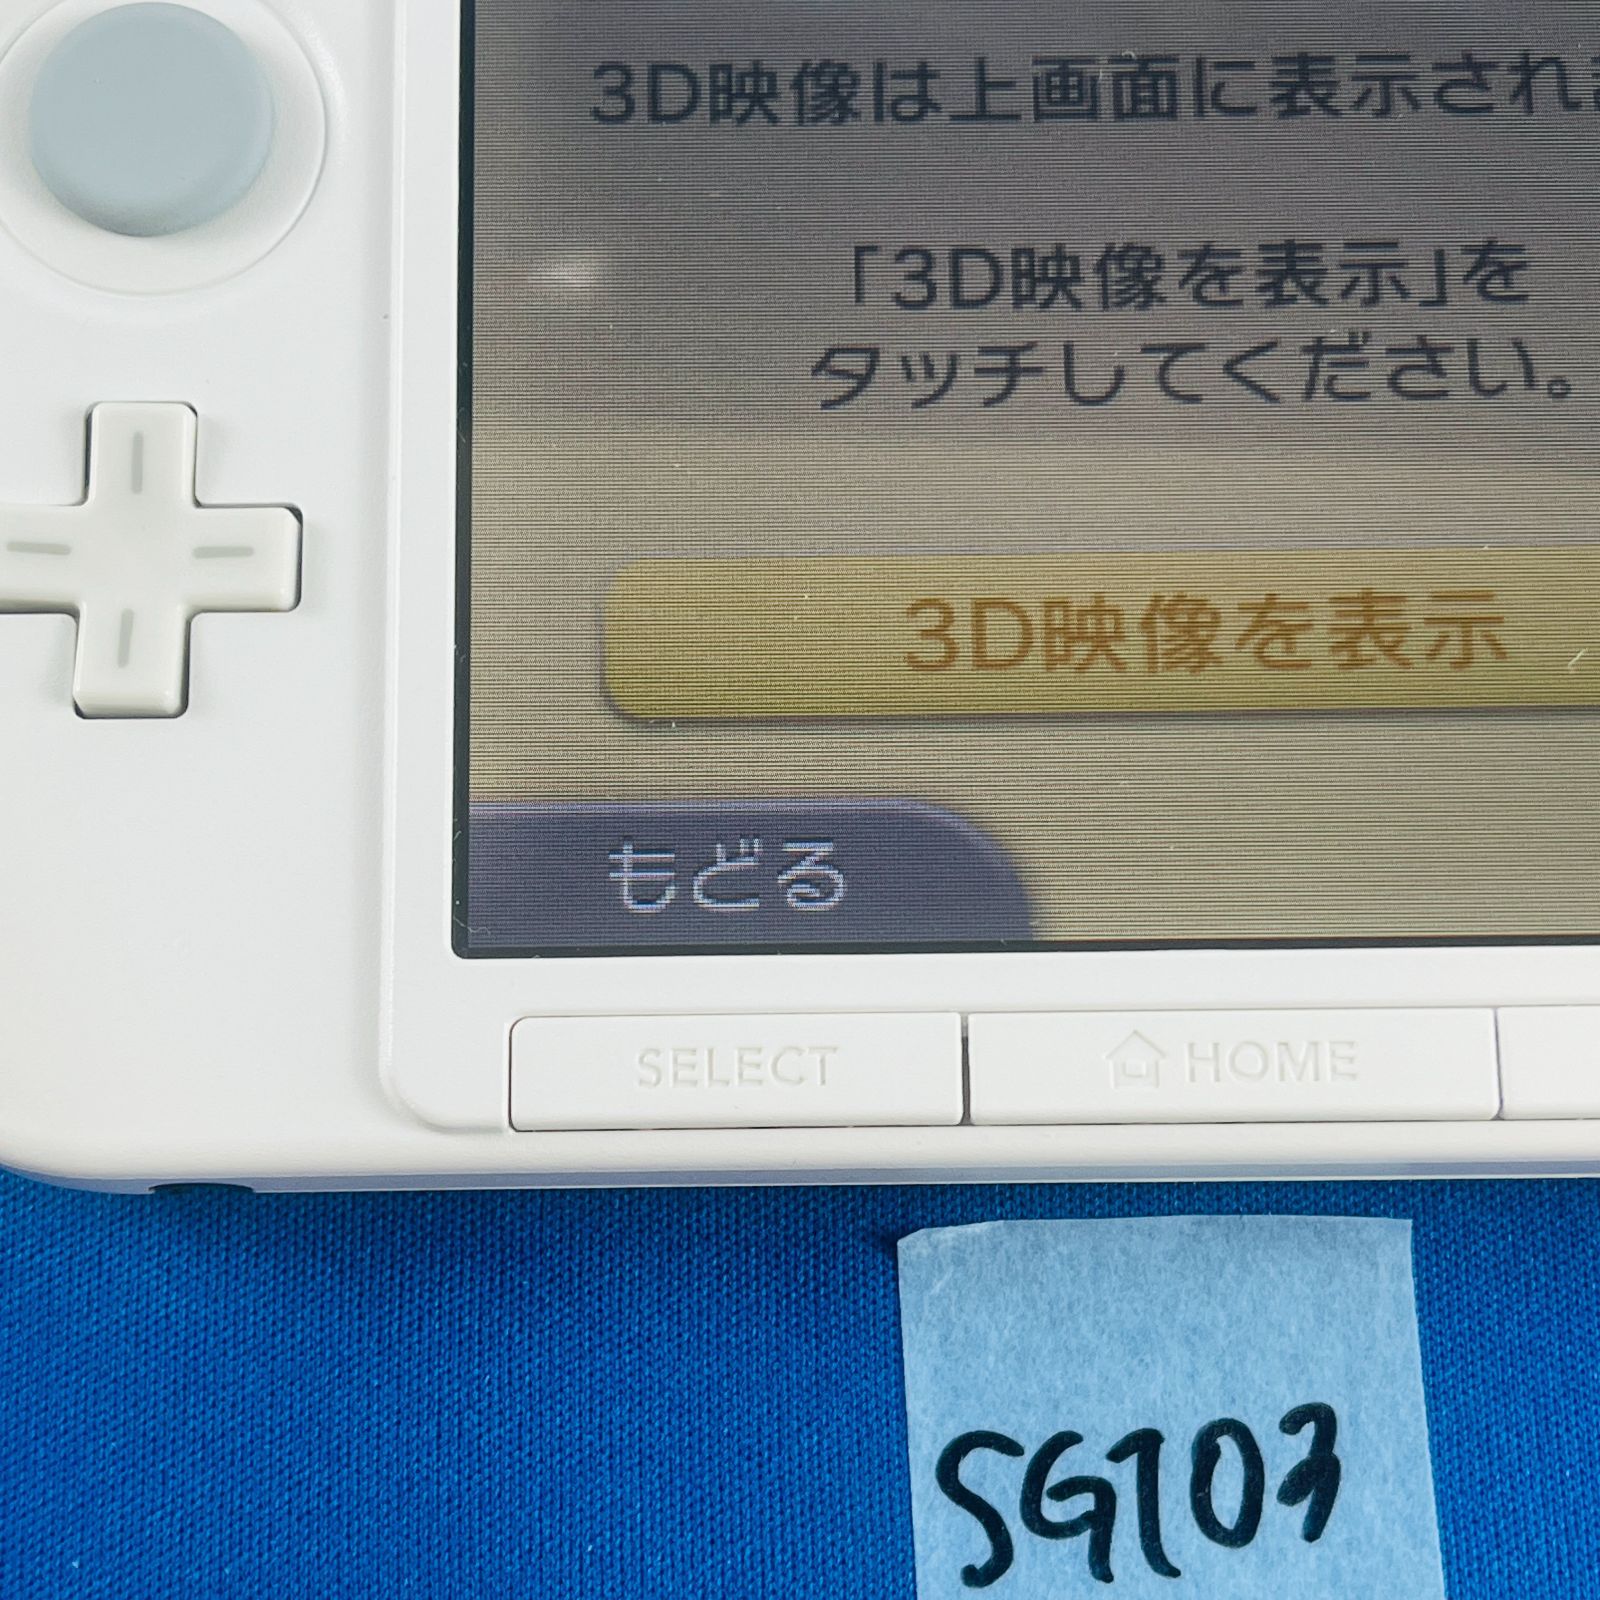 3D映像は上画面に表示されま
「3D映像を表示」を
タッチしてください。
3D映像を表示
もどる
SELECT
HOME
SG103